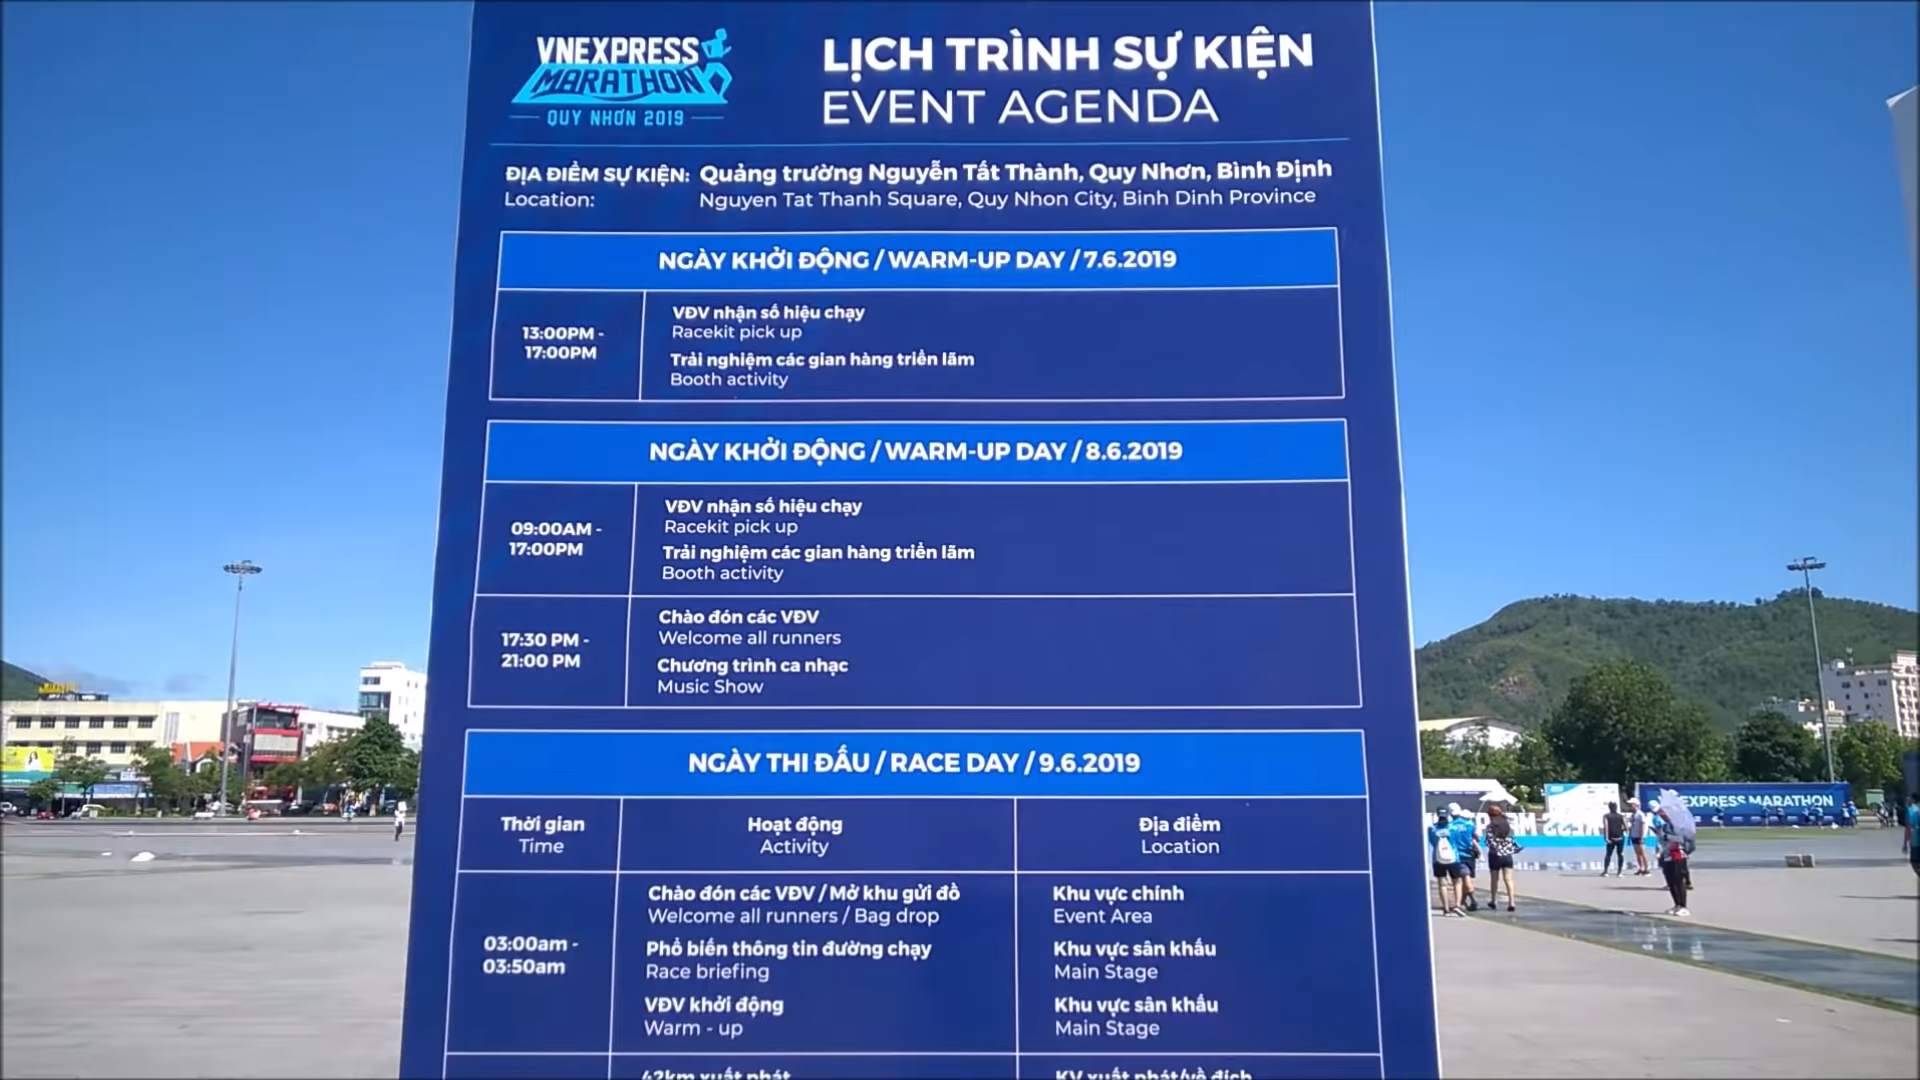 VNEXPRESS
MARATHON
QUY NHƠN 2019
LỊCH TRÌNH SỰ KIỆN
EVENT AGENDA
ĐỊA ĐIỂM SỰ KIỆN: Quảng trường Nguyễn Tất Thành, Quy Nhơn, Bình Định
Location: Nguyen Tat Thanh Square, Quy Nhon City, Binh Dinh Province
NGÀY KHỞI ĐỘNG / WARM-UP DAY / 7.6.2019
13:00PM -
17:00PM
VĐV nhận số hiệu chạy
Racekit pick up
Trải nghiệm các gian hàng triển lãm
Booth activity
NGÀY KHỞI ĐỘNG / WARM-UP DAY / 8.6.2019
09:00AM -
17:00PM
VĐV nhận số hiệu chạy
Racekit pick up
Trải nghiệm các gian hàng triển lãm
Booth activity
17:30 PM -
21:00 PM
Chào đón các VĐV
Welcome all runners
Chương trình ca nhạc
Music Show
NGÀY THI ĐẤU / RACE DAY / 9.6.2019
Thời gian
Time
Hoạt động
Activity
Địa điểm
Location
03:00am -
03:50am
Chào đón các VĐV / Mở khu gửi đồ
Welcome all runners / Bag drop
Khu vực chính
Event Area
Phổ biến thông tin đường chạy
Race briefing
Khu vực sân khấu
Main Stage
VĐV khởi động
Warm - up
Khu vực sân khấu
Main Stage
42km xuất phát
KV xuất phát/về đích
EXPRESS MARATHON